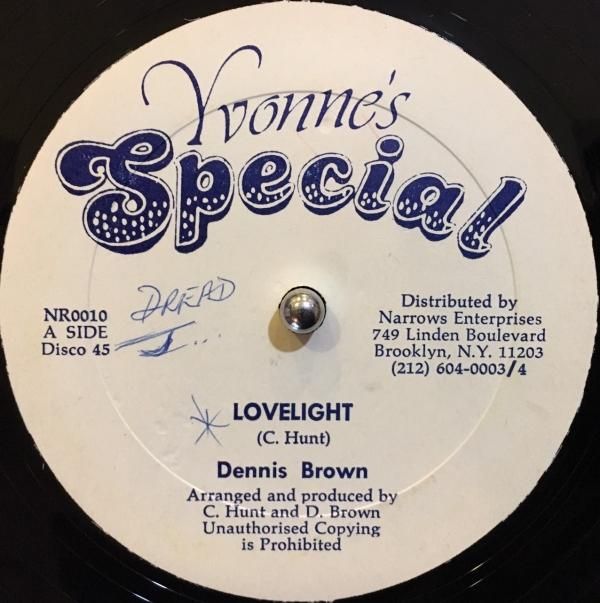 Yvonne's
Special
NR0010
A SIDE
Disco 45
DREAD
I...
Distributed by
Narrows Enterprises
749 Linden Boulevard
Brooklyn, N.Y. 11203
(212) 604-0003/4
* LOVELIGHT
(C. Hunt)
Dennis Brown
Arranged and produced by
C. Hunt and D. Brown
Unauthorised Copying
is Prohibited